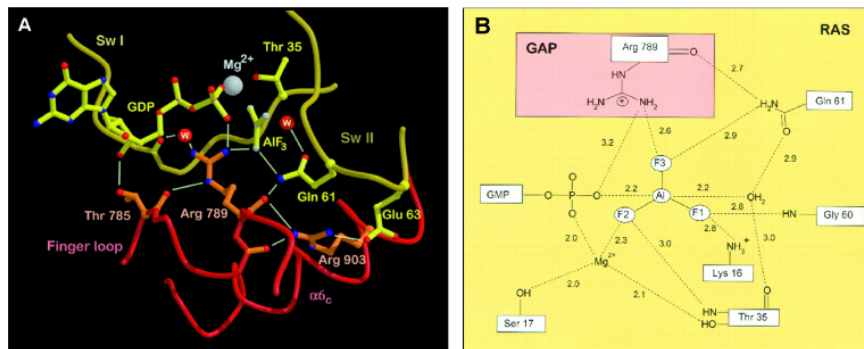 A
Sw I
Mg2+
Thr 35
GDP
W
W
AlF3
Sw II
Gln 61
Glu 63
Thr 785
Arg 789
Finger loop
Arg 903
α6c
B
GAP
Arg 789
RAS
O
HN
2.7
H2N
NH2
+
H2N
Gln 61
O
2.6
2.9
3.2
2.9
F3
GMP
O
P
O
O
2.2
Al
2.2
OH2
F2
F1
2.8
HN
Gly 60
2.0
2.3
2.8
NH3
+
3.0
3.0
Mg2+
Lys 16
OH
2.0
2.1
O
HN
Thr 35
HO
Ser 17